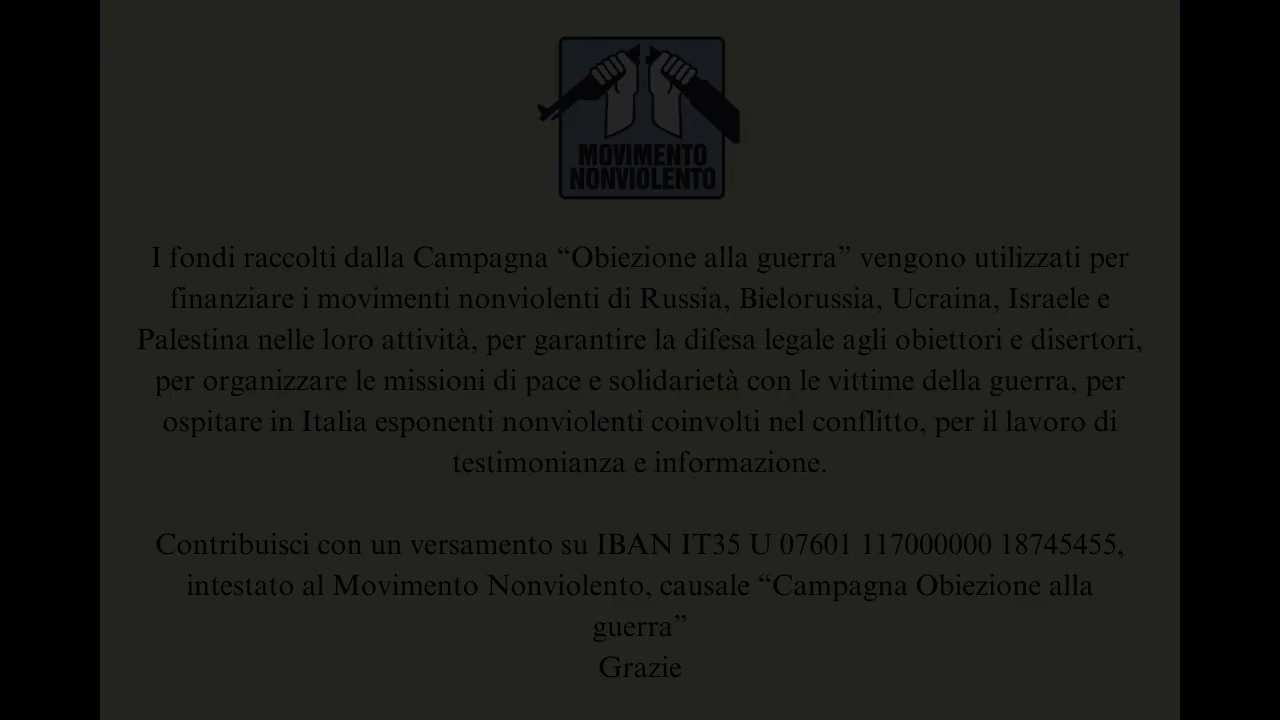 MOVIMENTO
NONVIOLENTO
I fondi raccolti dalla Campagna “Obiezione alla guerra” vengono utilizzati per
finanziare i movimenti nonviolenti di Russia, Bielorussia, Ucraina, Israele e
Palestina nelle loro attività, per garantire la difesa legale agli obiettori e disertori,
per organizzare le missioni di pace e solidarietà con le vittime della guerra, per
ospitare in Italia esponenti nonviolenti coinvolti nel conflitto, per il lavoro di
testimonianza e informazione.
Contribuisci con un versamento su IBAN IT35 U 07601 117000000 18745455,
intestato al Movimento Nonviolento, causale “Campagna Obiezione alla
guerra”
Grazie